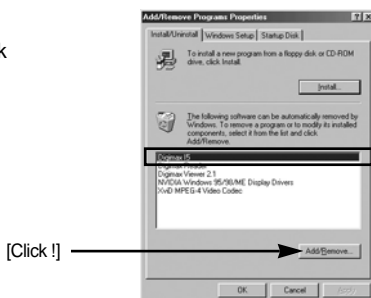 k
Add/Remove Programs Properties
Install/Uninstall Windows Setup Startup Disk
To install a new program from a floppy disk or CD-ROM
drive, click Install.
Install...
The following software can be automatically removed by
Windows. To remove a program or to modify its installed
components, select it from the list and click
Add/Remove.
Digimax
Digimax Reader
Digimax Viewer 2.1
NVIDIA Windows 95/98/ME Display Drivers
XviD MPEG-4 Video Codec
[Click !]
Add/Remove...
OK Cancel Apply